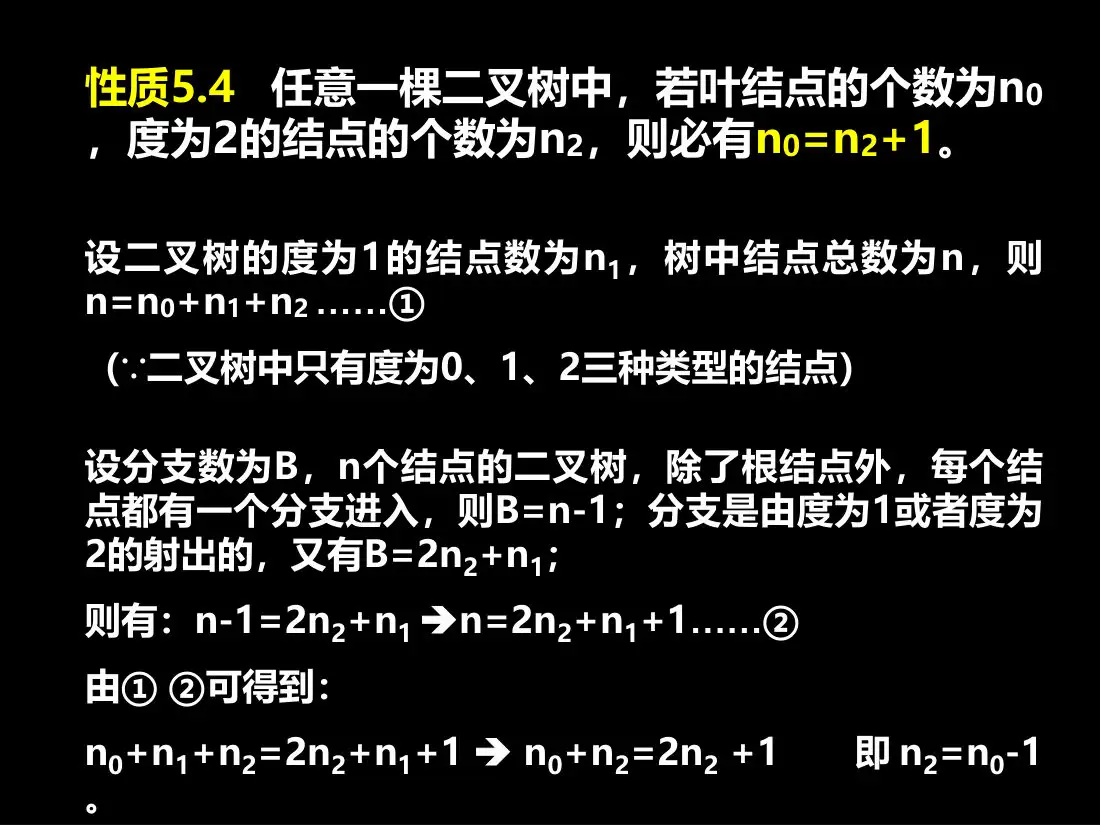 性质5.4 任意一棵二叉树中，若叶结点的个数为n₀
，度为2的结点的个数为n₂，则必有n₀=n₂+1。
设二叉树的度为1的结点数为n₁，树中结点总数为n，则
n=n₀+n₁+n₂ ……①
（∵二叉树中只有度为0、1、2三种类型的结点）
设分支数为B，n个结点的二叉树，除了根结点外，每个结
点都有一个分支进入，则B=n-1；分支是由度为1或者度为
2的射出的，又有B=2n₂+n₁；
则有：n-1=2n₂+n₁ ➔n=2n₂+n₁+1……②
由① ②可得到：
n₀+n₁+n₂=2n₂+n₁+1 ➔ n₀+n₂=2n₂ +1 即 n₂=n₀-1
。